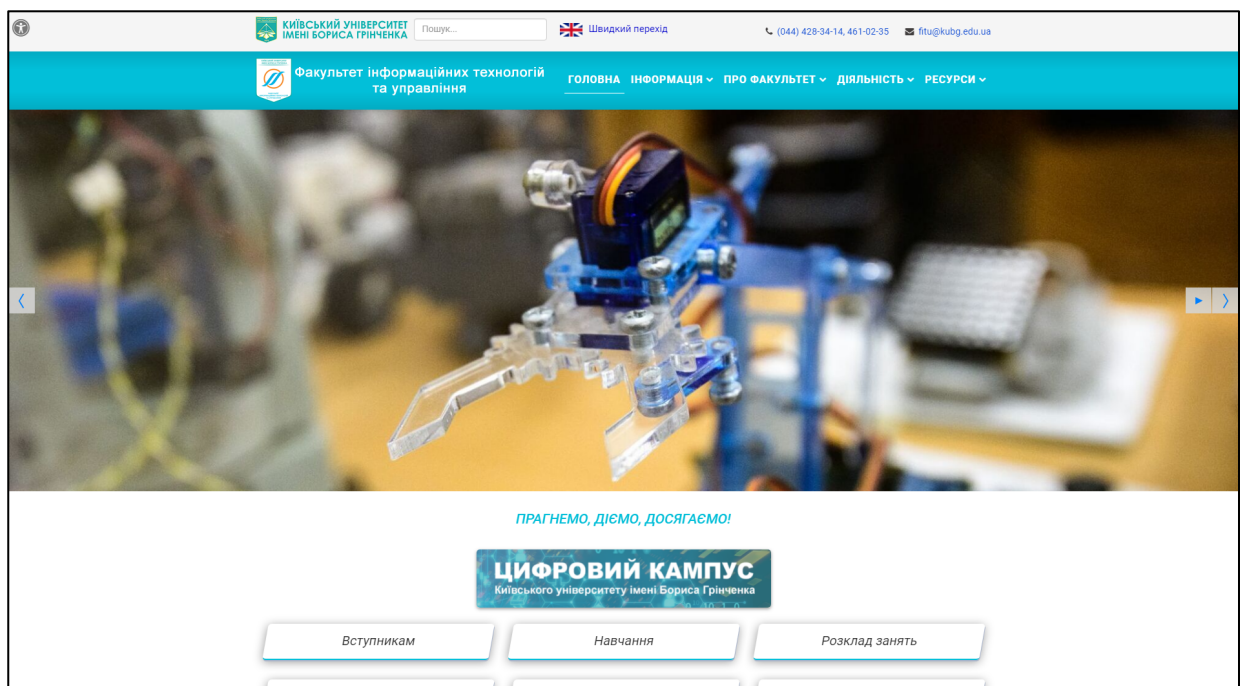 КИЇВСЬКИЙ УНІВЕРСИТЕТ
ІМЕНІ БОРИСА ГРІНЧЕНКА
Пошук...
Швидкий перехід
(044) 428-34-14, 461-02-35
fitu@kubg.edu.ua
Факультет інформаційних технологій
та управління
ГОЛОВНА ІНФОРМАЦІЯ ПРО ФАКУЛЬТЕТ ДІЯЛЬНІСТЬ РЕСУРСИ
ПРАГНЕМО, ДІЄМО, ДОСЯГАЄМО!
ЦИФРОВИЙ КАМПУС
Київського університету імені Бориса Грінченка
Вступникам
Навчання
Розклад занять